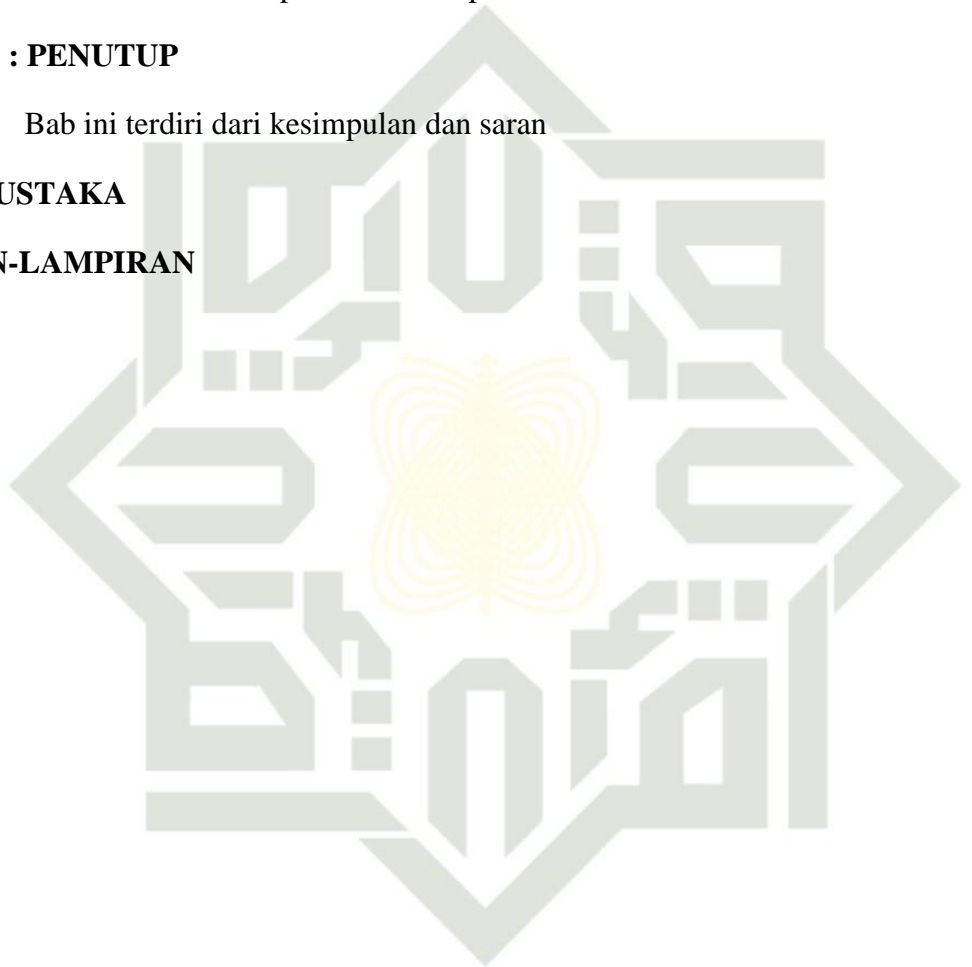 : PENUTUP
Bab ini terdiri dari kesimpulan dan saran
USTAKA
N-LAMPIRAN